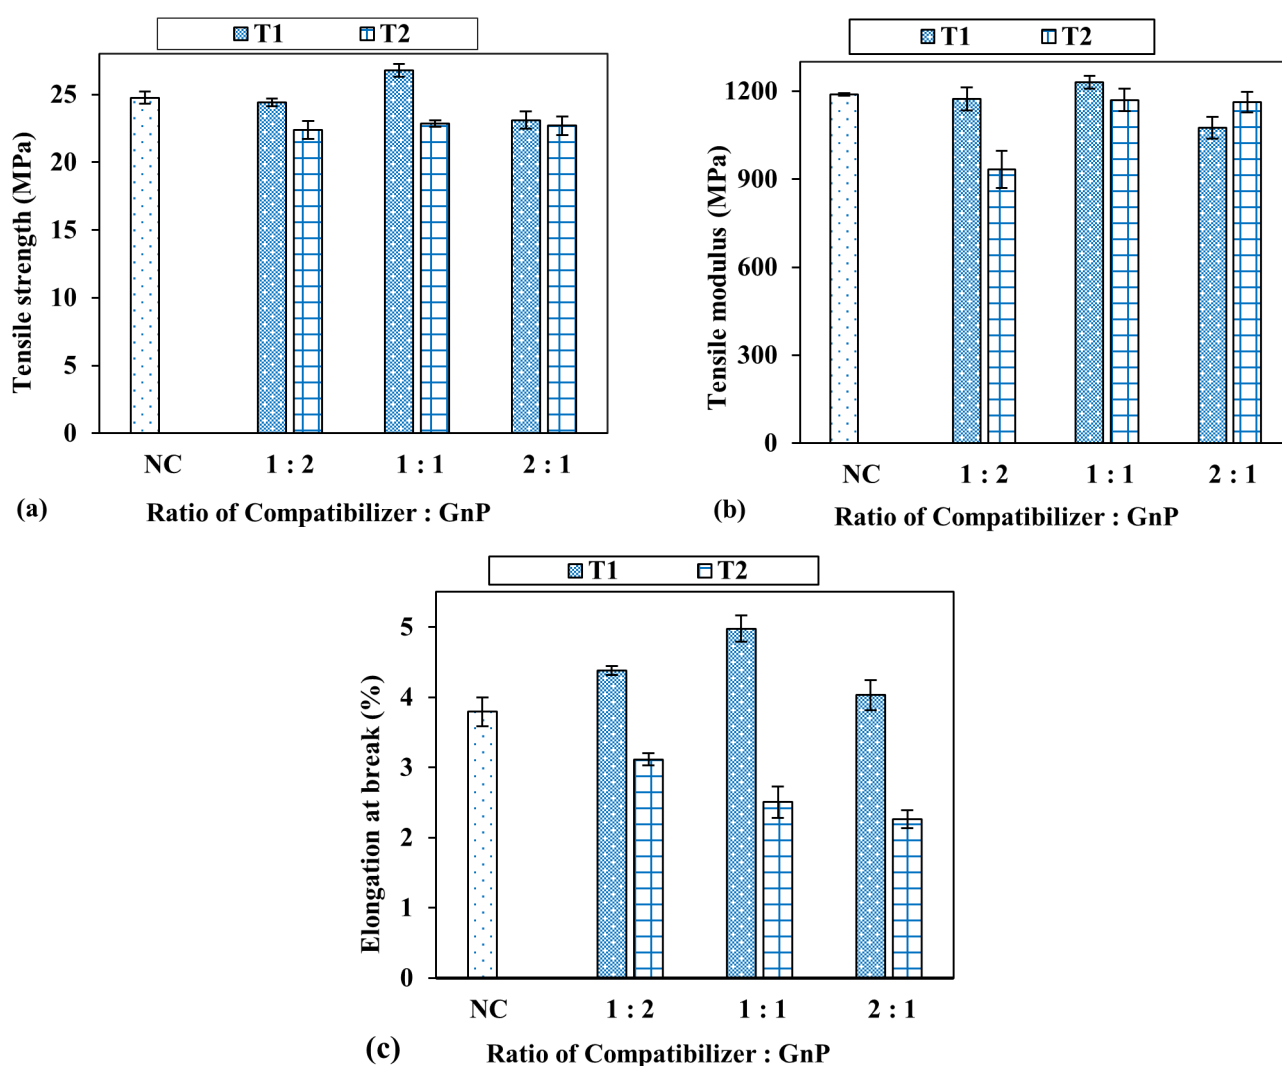 T1 T2
25
20
15
10
5
0
Tensile strength (MPa)
NC 1 : 2 1 : 1 2 : 1
(a) Ratio of Compatibilizer : GnP
T1 T2
1200
900
600
300
0
Tensile modulus (MPa)
NC 1 : 2 1 : 1 2 : 1
(b) Ratio of Compatibilizer : GnP
T1 T2
5
4
3
2
1
0
Elongation at break (%)
NC 1 : 2 1 : 1 2 : 1
(c) Ratio of Compatibilizer : GnP